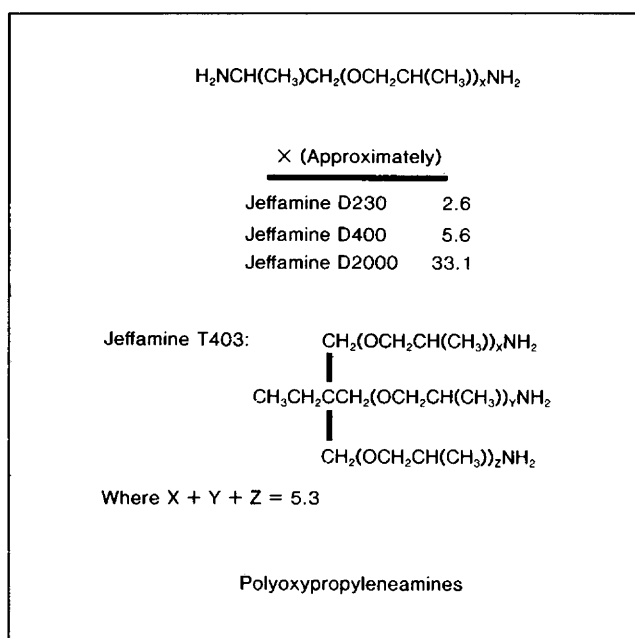 H₂NCH(CH₃)CH₂(OCH₂CH(CH₃))ₓNH₂
X (Approximately)
Jeffamine D230 2.6
Jeffamine D400 5.6
Jeffamine D2000 33.1
Jeffamine T403: CH₂(OCH₂CH(CH₃))ₓNH₂
CH₃CH₂CCH₂(OCH₂CH(CH₃))ᵧNH₂
CH₂(OCH₂CH(CH₃))zNH₂
Where X + Y + Z = 5.3
Polyoxypropyleneamines